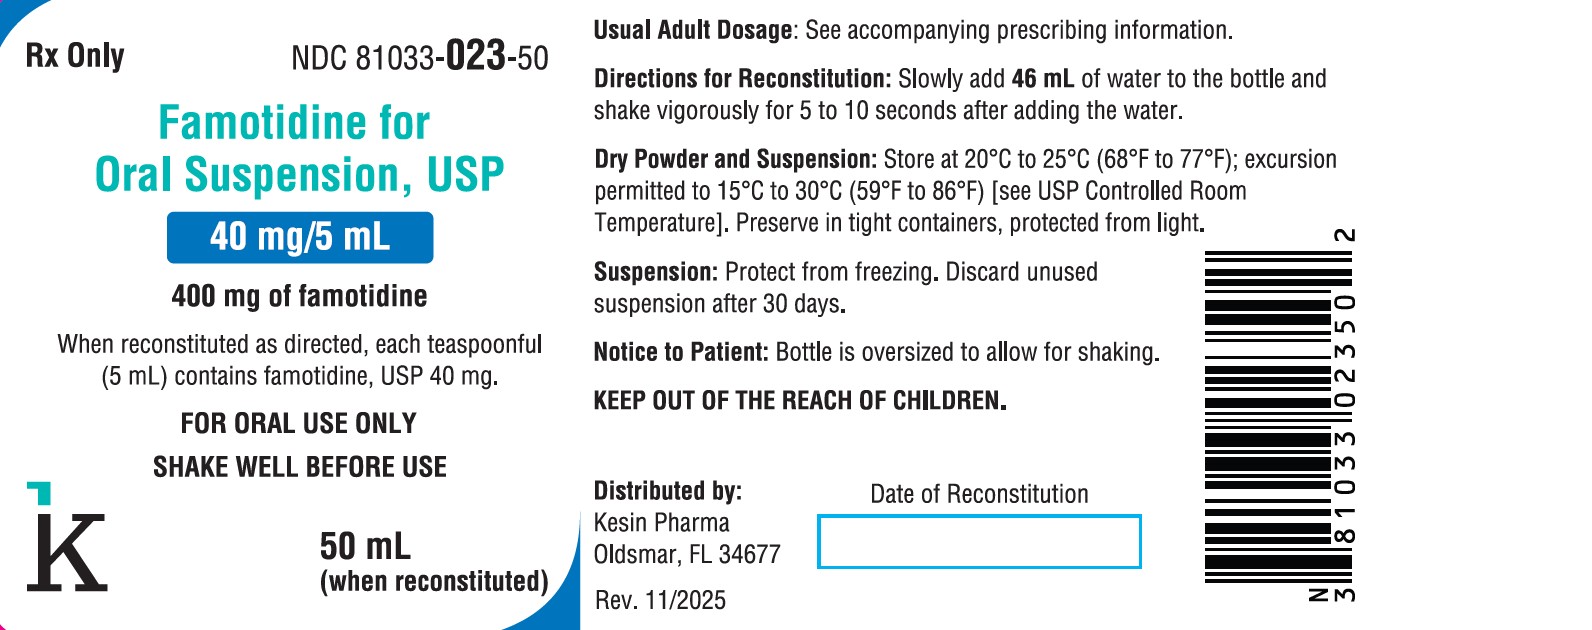 Rx Only
NDC 81033-023-50
Famotidine for
Oral Suspension, USP
40 mg/5 mL
400 mg of famotidine
When reconstituted as directed, each teaspoonful
(5 mL) contains famotidine, USP 40 mg.
FOR ORAL USE ONLY
SHAKE WELL BEFORE USE
k
50 mL
(when reconstituted)
Usual Adult Dosage: See accompanying prescribing information.
Directions for Reconstitution: Slowly add 46 mL of water to the bottle and
shake vigorously for 5 to 10 seconds after adding the water.
Dry Powder and Suspension: Store at 20°C to 25°C (68°F to 77°F); excursion
permitted to 15°C to 30°C (59°F to 86°F) [see USP Controlled Room
Temperature]. Preserve in tight containers, protected from light.
Suspension: Protect from freezing. Discard unused
suspension after 30 days.
Notice to Patient: Bottle is oversized to allow for shaking.
KEEP OUT OF THE REACH OF CHILDREN.
Distributed by:
Kesin Pharma
Oldsmar, FL 34677
Rev. 11/2025
Date of Reconstitution
N
3 81033 02350 2